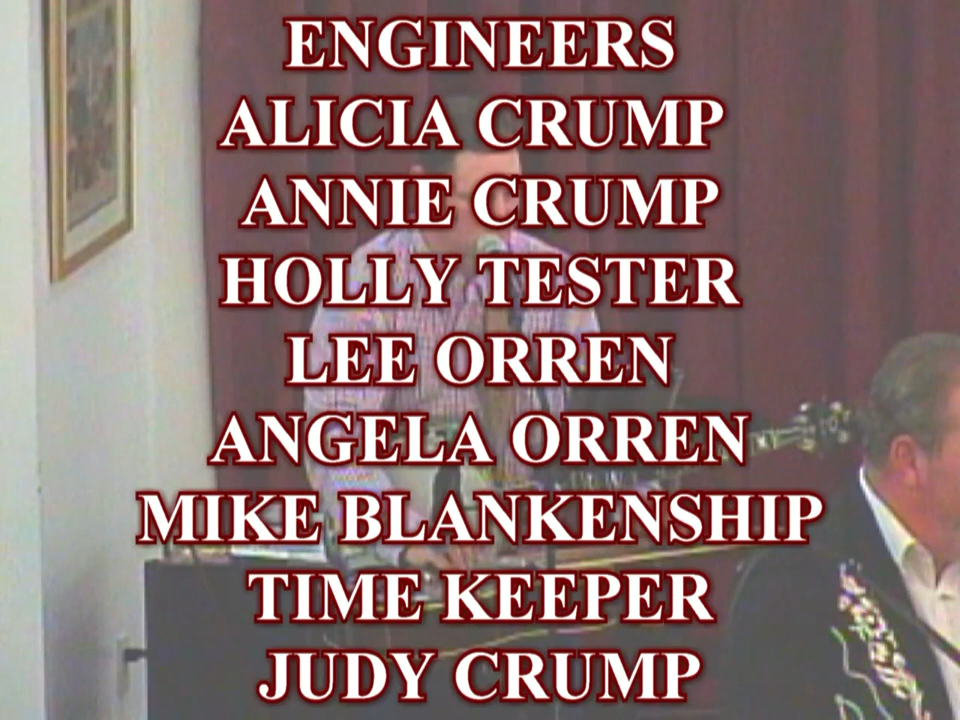 ENGINEERS
ALICIA CRUMP
ANNIE CRUMP
HOLLY TESTER
LEE ORREN
ANGELA ORREN
MIKE BLANKENSHIP
TIME KEEPER
JUDY CRUMP